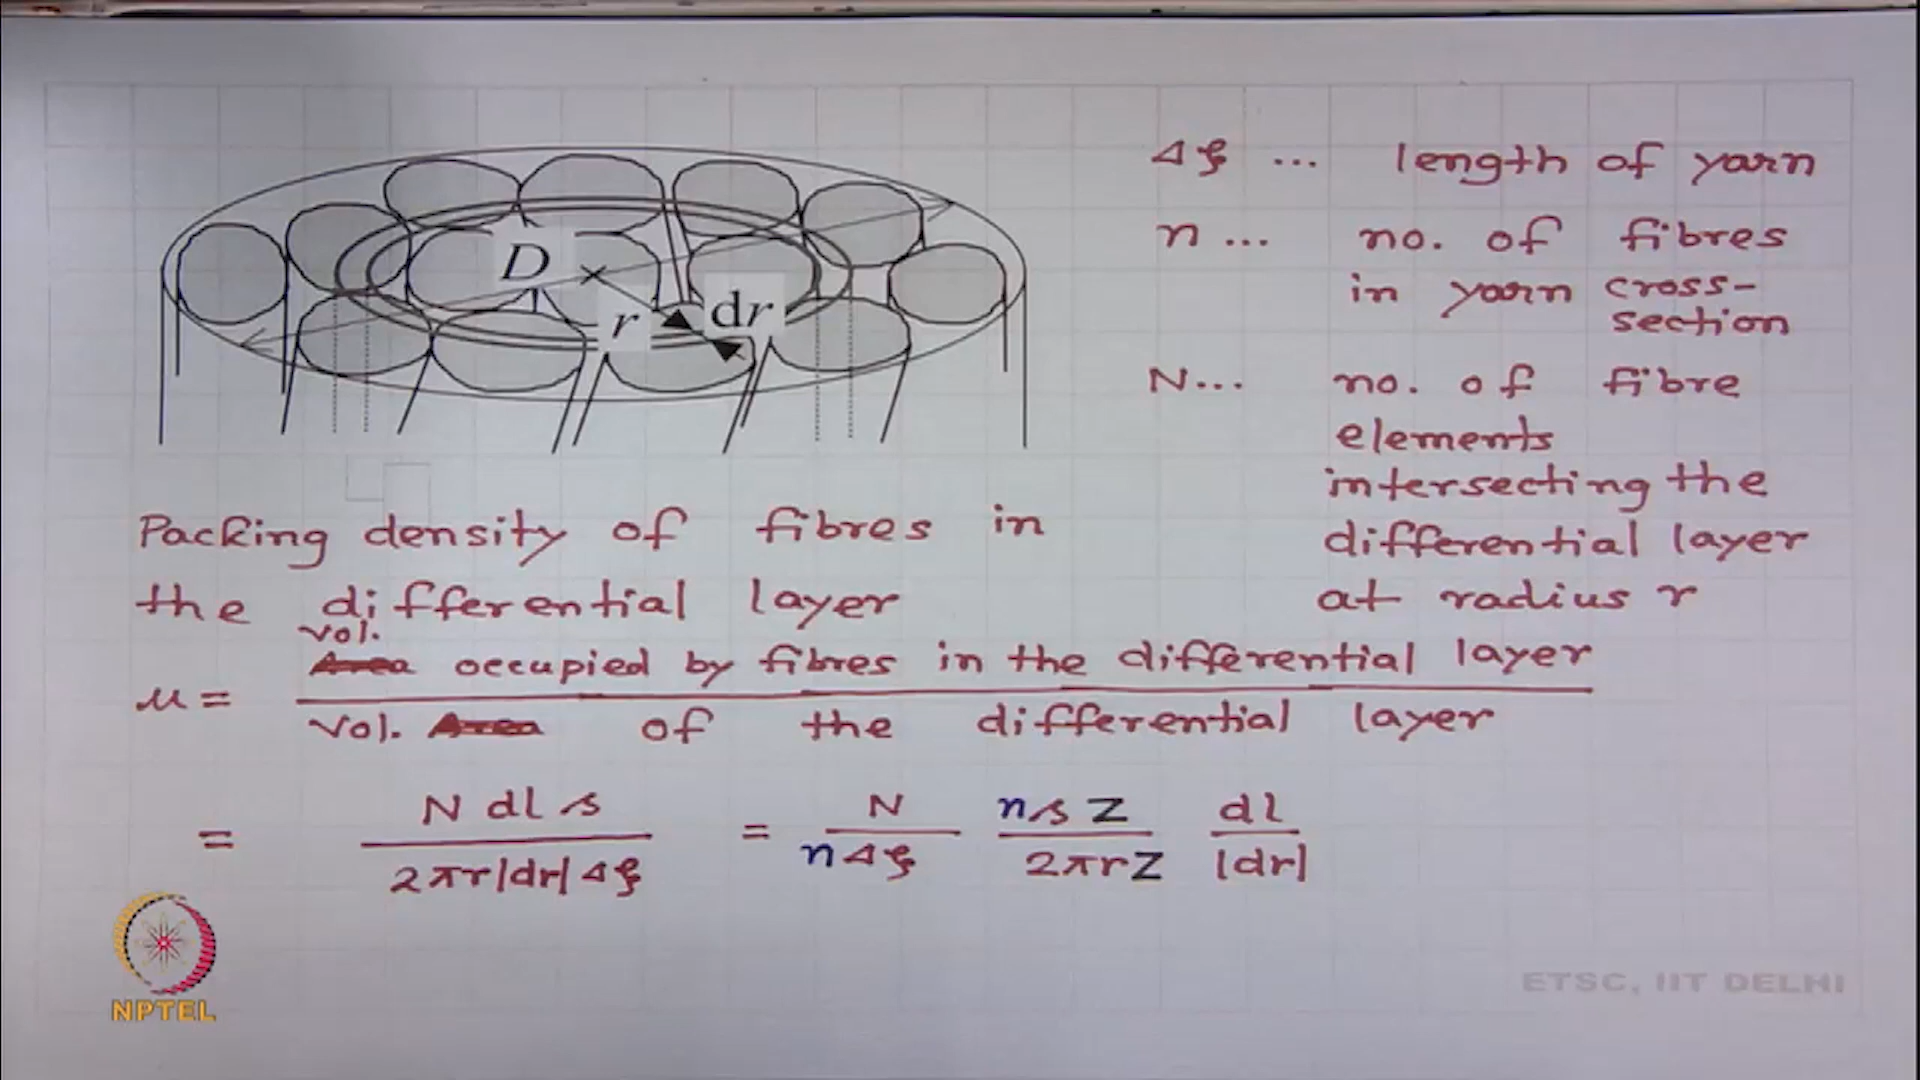 D
r
dr
Δξ ... length of yarn
n ... no. of fibres
in yarn cross-
section
N... no. of fibre
elements
intersecting the
differential layer
at radius r
Packing density of fibres in
the differential layer
vol.
μ = Area occupied by fibres in the differential layer
vol. Area of the differential layer
= N dl s / 2πr|dr|Δξ = N / nΔξ ns Z / 2πrZ dl / |dr|
NPTEL
ETSC, IIT DELHI